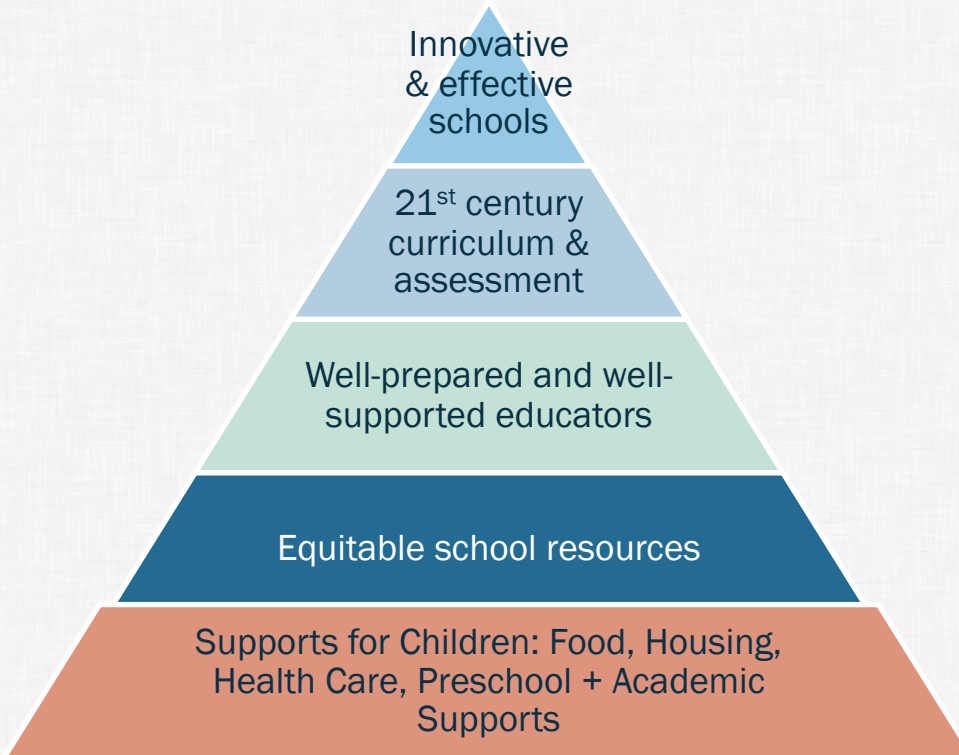 Innovative
& effective
schools
21st century
curriculum &
assessment
Well-prepared and well-
supported educators
Equitable school resources
Supports for Children: Food, Housing,
Health Care, Preschool + Academic
Supports